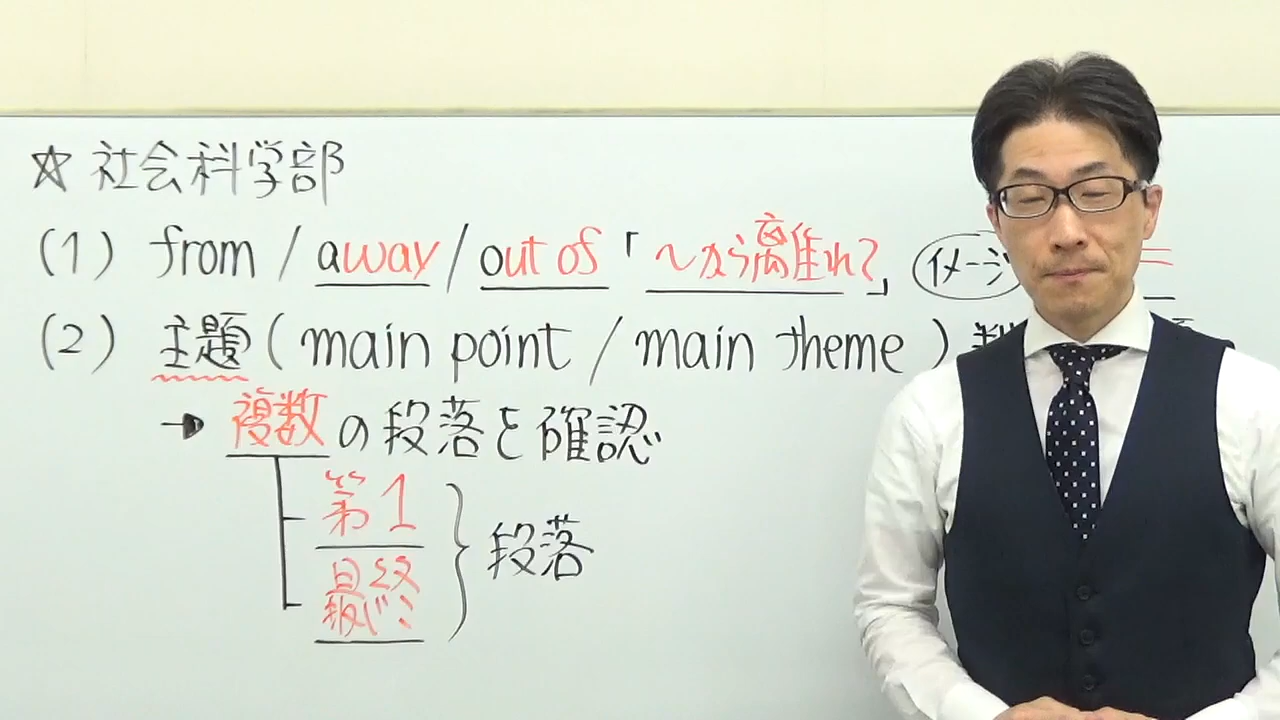 ☆ 社会科学部
(1) from / away / out of 「〜から離れて」 イメージ
(2) 主題 ( main point / main theme )
→ 複数の段落を確認
第1
最終
段落